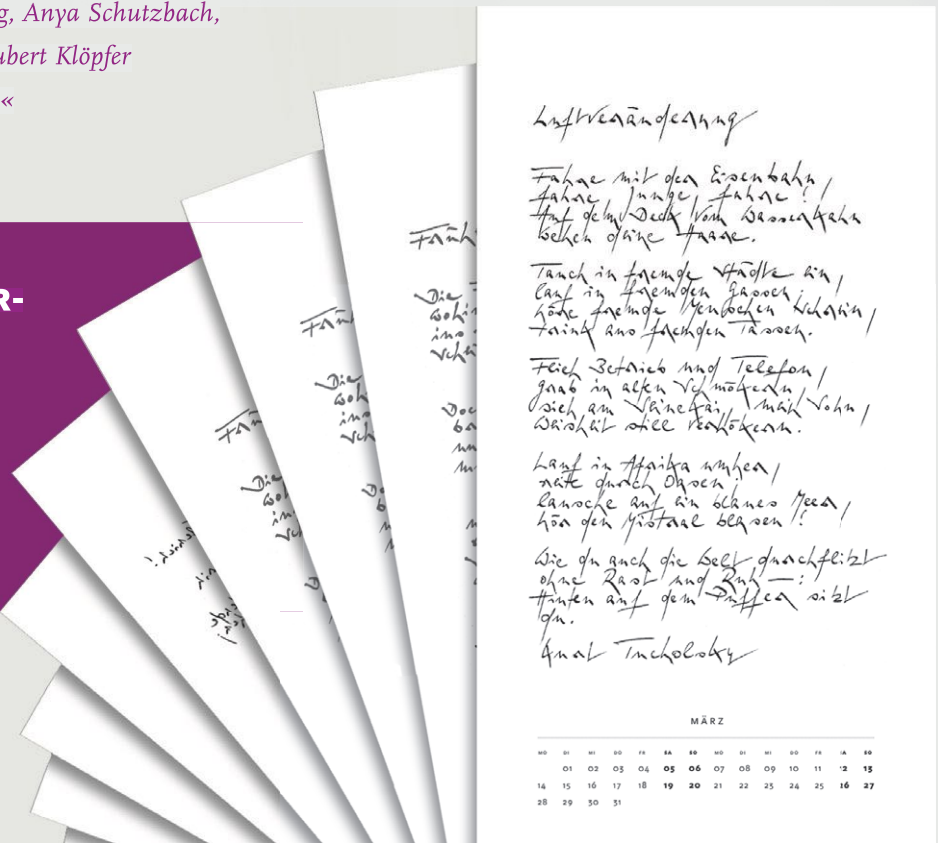 g, Anya Schutzbach,
ubert Klöpfer
«
R-
Luftveränderung
Fahre mit der Eisenbahn,
fahre, Junge, fahre!
Auf dem Deck vom Wasserkahn
wehen deine Haare.
Tauch in fremde Städte ein,
lauf in fremden Gassen;
höre fremde Menschen schrein,
trink aus fremden Tassen.
Flieh Betrieb und Telefon,
grab in alten Schmökern,
sieh am Seinekai, mein Sohn,
Weisheit still verhökern.
Lauf in Afrika umher,
reite durch Oasen;
lausche auf ein blaues Meer,
hör den Mistral blasen!
Wie du auch die Welt durchflitzt
ohne Rast und Ruh —:
Hinten auf dem Puffer sitzt
du.
Kurt Tucholsky
MÄRZ
MO DI MI DO FR SA SO MO DI MI DO FR SA SO
01 02 03 04 05 06 07 08 09 10 11 12 13
14 15 16 17 18 19 20 21 22 23 24 25 26 27
28 29 30 31